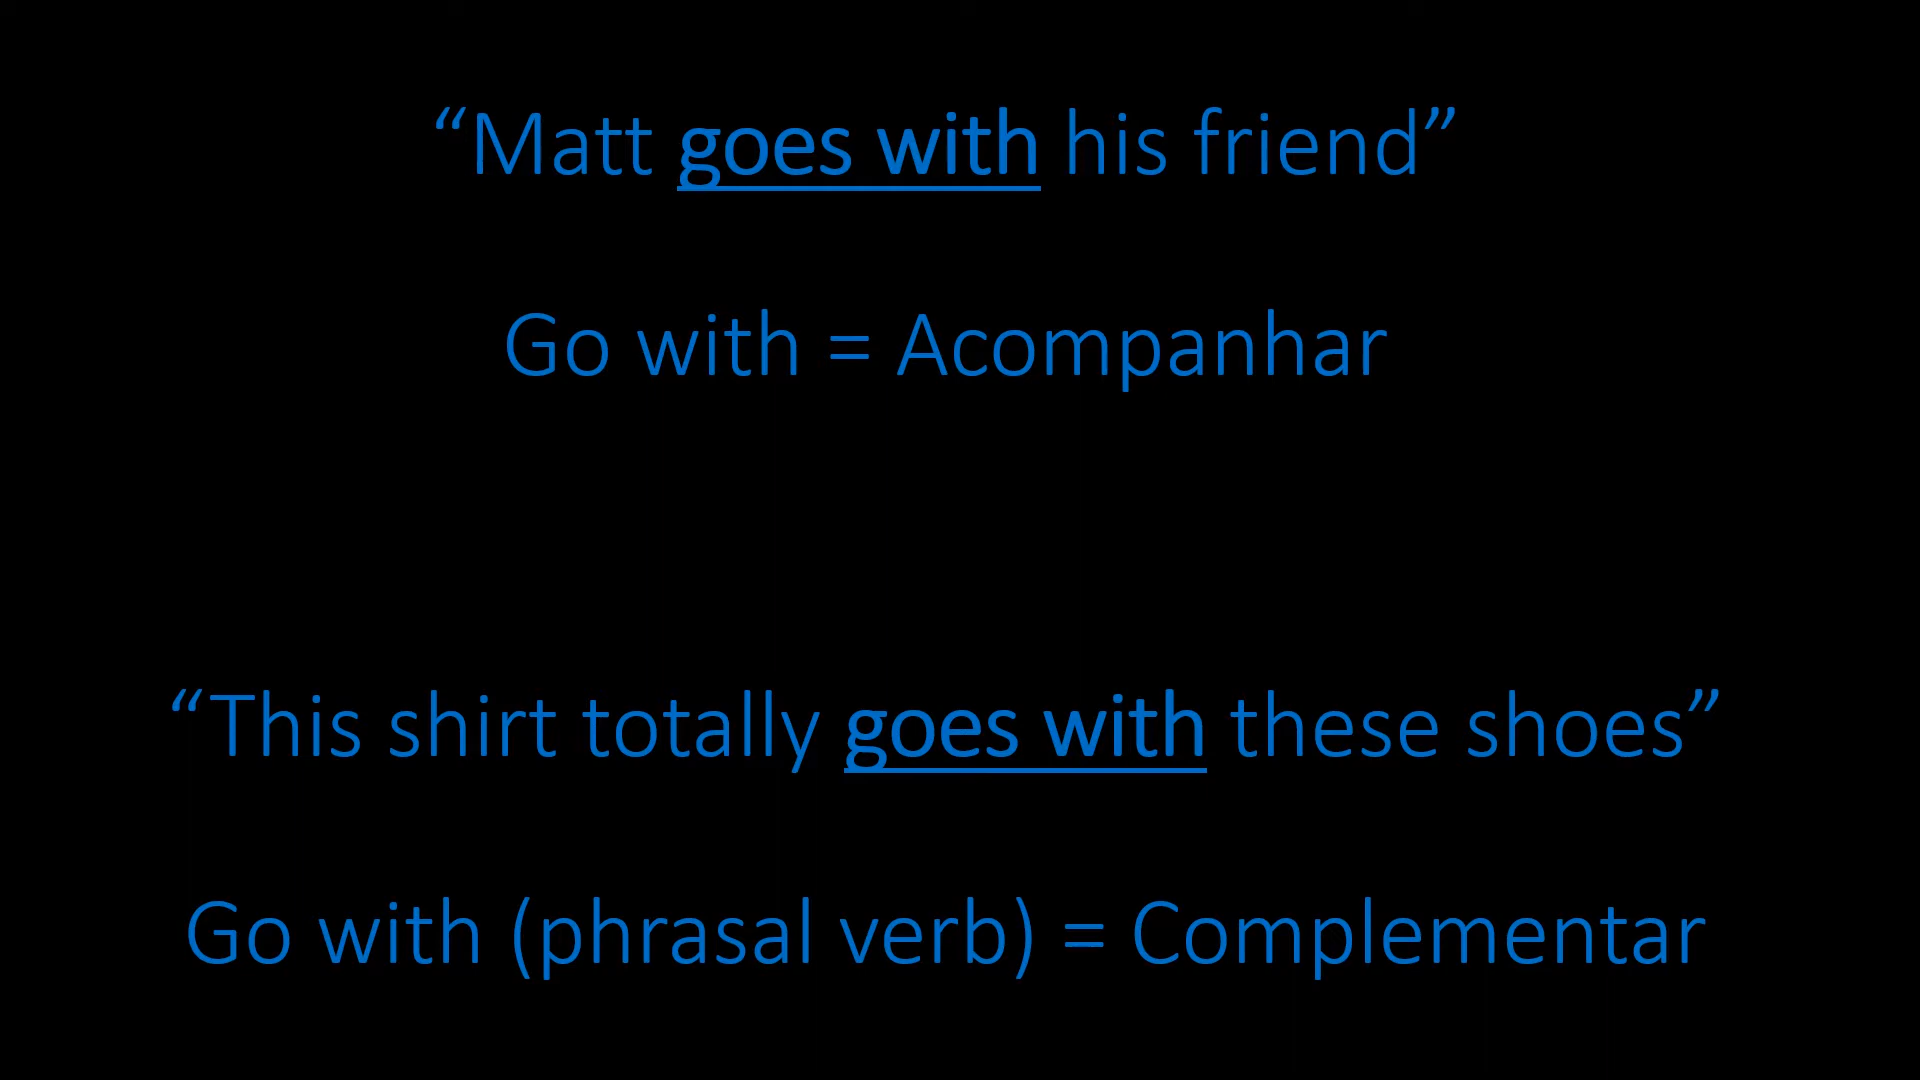 “Matt goes with his friend”
Go with = Acompanhar
“This shirt totally goes with these shoes”
Go with (phrasal verb) = Complementar